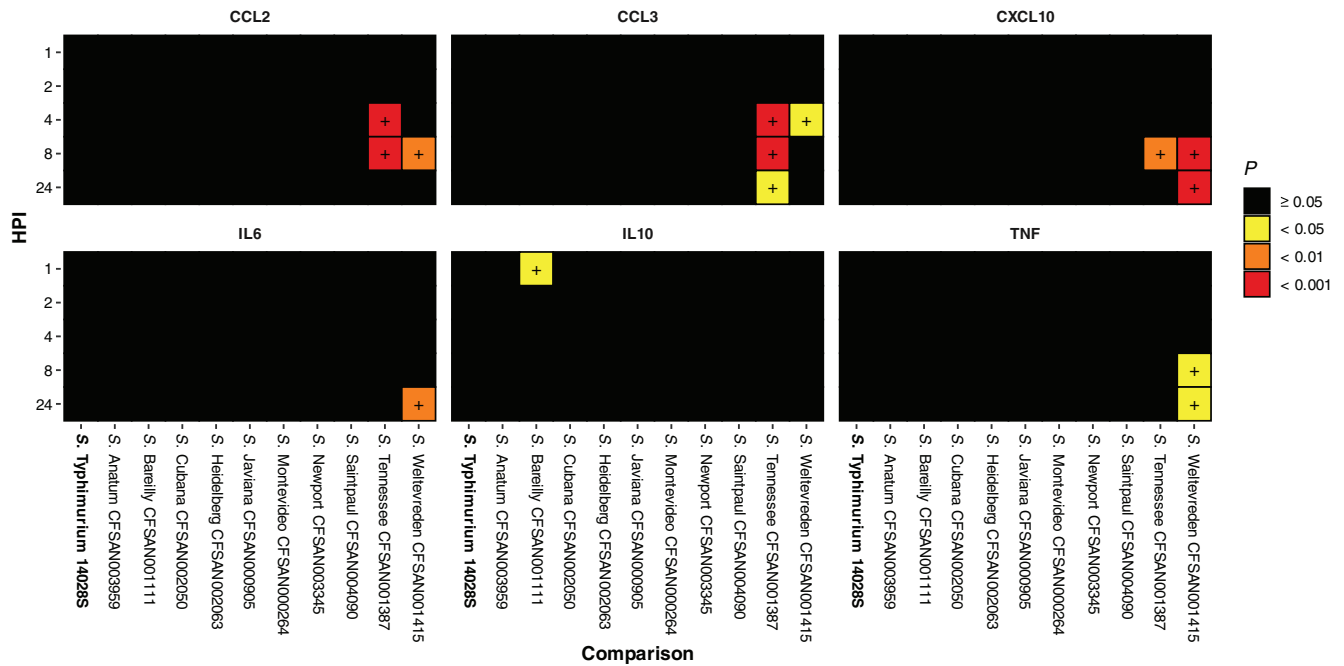 CCL2
CCL3
CXCL10
1
2
4
8
24
+
+
+
+
+
+
+
+
+
+
HPI
IL6
IL10
TNF
1
2
4
8
24
+
+
+
+
S. Typhimurium 14028S
S. Anatum CFSAN003959
S. Bareilly CFSAN001111
S. Cubana CFSAN002050
S. Heidelberg CFSAN002063
S. Javiana CFSAN000905
S. Montevideo CFSAN000264
S. Newport CFSAN003345
S. Saintpaul CFSAN004090
S. Tennessee CFSAN001387
S. Weltevreden CFSAN001415
S. Typhimurium 14028S
S. Anatum CFSAN003959
S. Bareilly CFSAN001111
S. Cubana CFSAN002050
S. Heidelberg CFSAN002063
S. Javiana CFSAN000905
S. Montevideo CFSAN000264
S. Newport CFSAN003345
S. Saintpaul CFSAN004090
S. Tennessee CFSAN001387
S. Weltevreden CFSAN001415
S. Typhimurium 14028S
S. Anatum CFSAN003959
S. Bareilly CFSAN001111
S. Cubana CFSAN002050
S. Heidelberg CFSAN002063
S. Javiana CFSAN000905
S. Montevideo CFSAN000264
S. Newport CFSAN003345
S. Saintpaul CFSAN004090
S. Tennessee CFSAN001387
S. Weltevreden CFSAN001415
Comparison
P
≥ 0.05
< 0.05
< 0.01
< 0.001